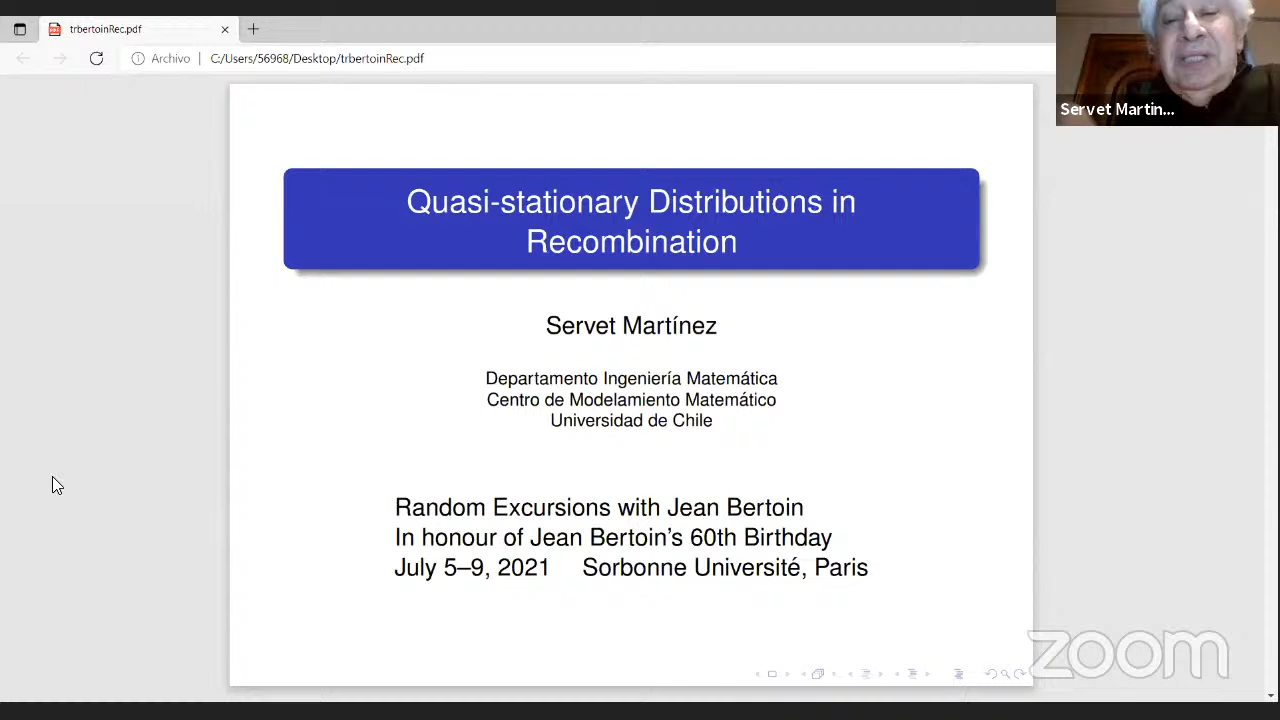 trbertoinRec.pdf
Archivo | C:/Users/56968/Desktop/trbertoinRec.pdf
Servet Martin...
Quasi-stationary Distributions in
Recombination
Servet Martínez
Departamento Ingeniería Matemática
Centro de Modelamiento Matemático
Universidad de Chile
Random Excursions with Jean Bertoin
In honour of Jean Bertoin's 60th Birthday
July 5–9, 2021 Sorbonne Université, Paris
zoom